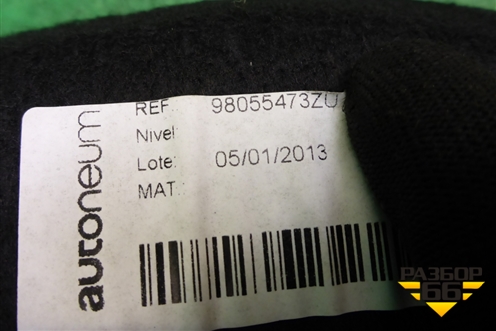 autoneum
REF: 98055473ZU
Nivel:
Lote: 05/01/2013
MAT.:
РАЗБОР
66